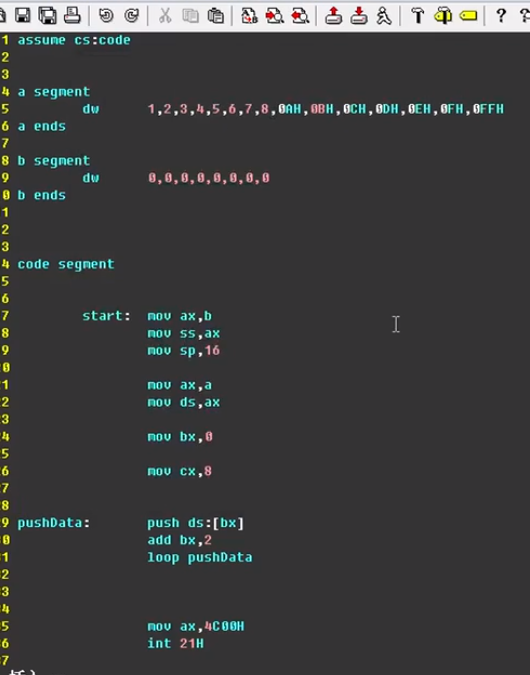 1 assume cs:code
2
3
4 a segment
5 dw 1,2,3,4,5,6,7,8,0AH,0BH,0CH,0DH,0EH,0FH,0FFH
6 a ends
7
8 b segment
9 dw 0,0,0,0,0,0,0,0
0 b ends
1
2
3
4 code segment
5
6
7 start: mov ax,b
8 mov ss,ax
9 mov sp,16
0
1 mov ax,a
2 mov ds,ax
3
4 mov bx,0
5
6 mov cx,8
7
8
9 pushData: push ds:[bx]
0 add bx,2
1 loop pushData
2
3
4
5 mov ax,4C00H
6 int 21H
7